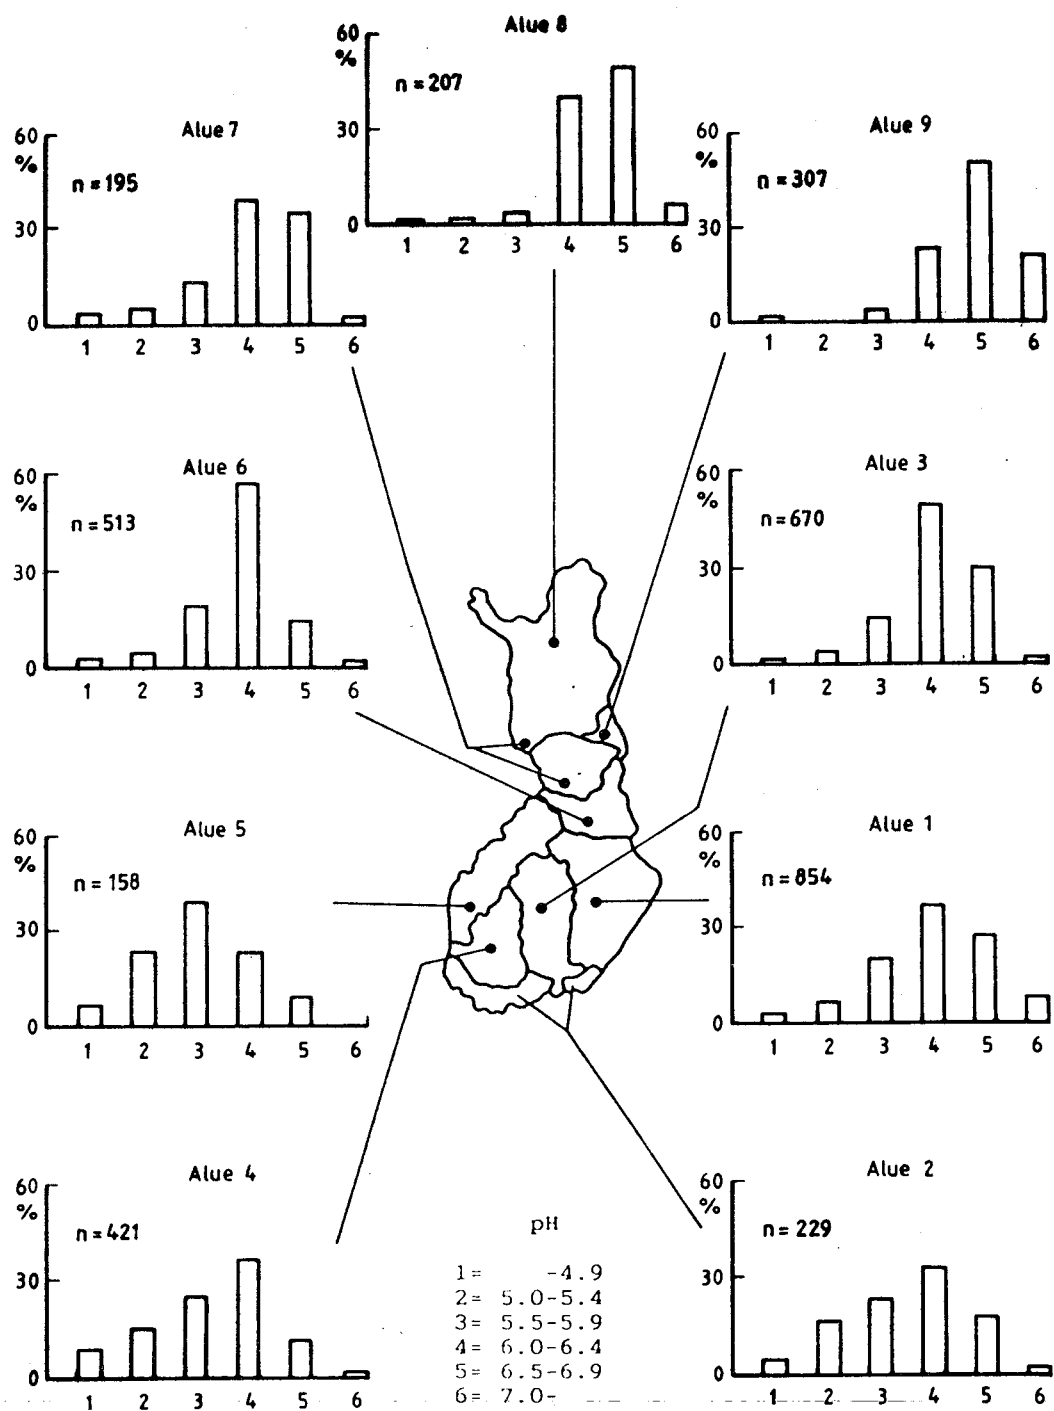 Alue 8
60
%
n = 207
30
0
1 2 3 4 5 6
Alue 7
60
%
n = 195
30
0
1 2 3 4 5 6
Alue 9
60
%
n = 307
30
0
1 2 3 4 5 6
Alue 6
60
%
n = 513
30
0
1 2 3 4 5 6
Alue 3
60
%
n = 670
30
0
1 2 3 4 5 6
Alue 5
60
%
n = 158
30
0
1 2 3 4 5 6
Alue 1
60
%
n = 854
30
0
1 2 3 4 5 6
Alue 4
60
%
n = 421
30
0
1 2 3 4 5 6
pH
1= -4.9
2= 5.0-5.4
3= 5.5-5.9
4= 6.0-6.4
5= 6.5-6.9
6= 7.0-
Alue 2
60
%
n = 229
30
0
1 2 3 4 5 6